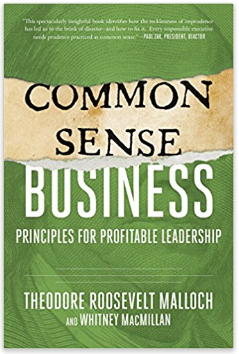 "This spectacularly insightful book identifies how the recklessness of imprudence
has led us to the brink of disaster—and how to fix it. Every responsible executive
needs prudence practiced as common sense." —PAUL ZAK, PRESIDENT, DIRECTOR
COMMON
SENSE
BUSINESS
PRINCIPLES FOR PROFITABLE LEADERSHIP
THEODORE ROOSEVELT MALLOCH
AND WHITNEY MACMILLAN